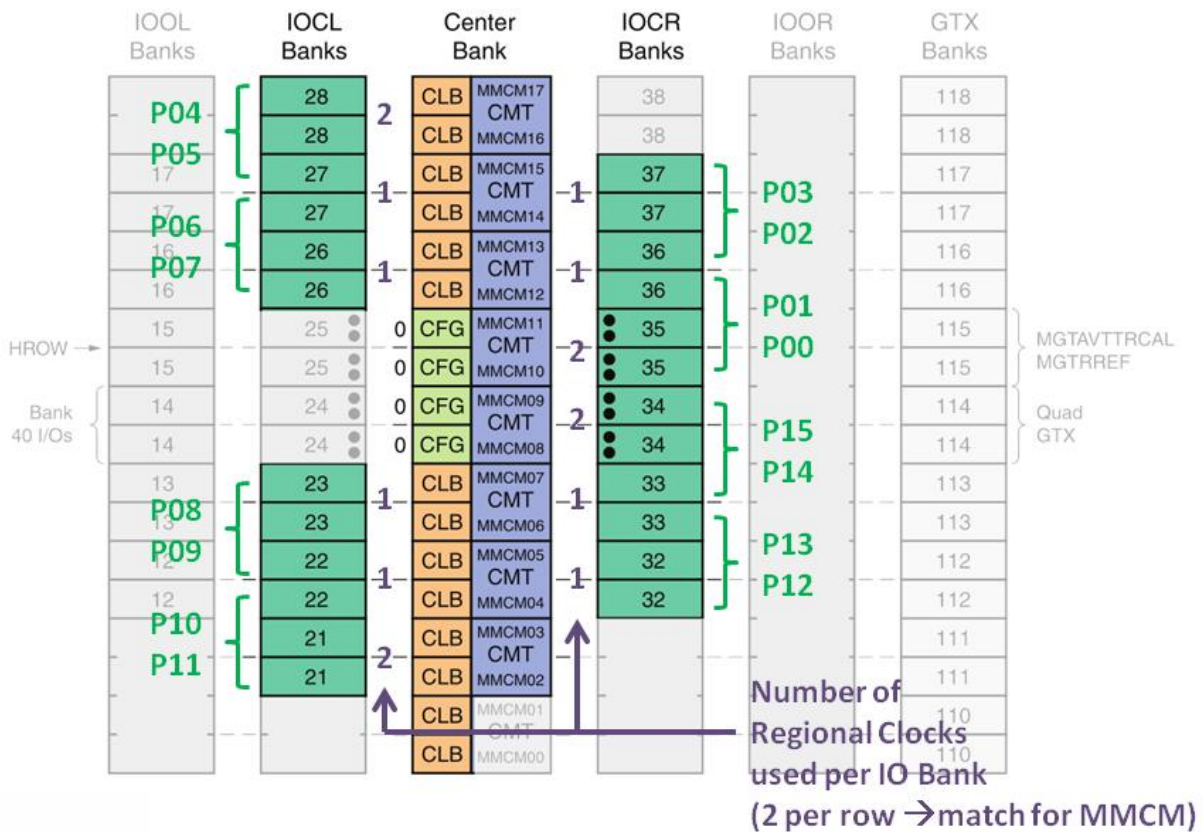 IOOL
Banks
P04
P05
17
17
P06
16
P07
16
15
HROW
15
14
Bank
40 I/Os
14
13
P08
13
P09
12
12
P10
P11
IOCL
Banks
28
28
27
27
26
26
25
25
24
24
23
23
22
22
21
21
2
1
1
0
0
0
0
1
1
2
Center
Bank
CLB
CLB
CLB
CLB
CLB
CLB
CFG
CFG
CFG
CFG
CLB
CLB
CLB
CLB
CLB
CLB
CLB
CLB
MMCM17
CMT
MMCM16
MMCM15
CMT
MMCM14
MMCM13
CMT
MMCM12
MMCM11
CMT
MMCM10
MMCM09
CMT
MMCM08
MMCM07
CMT
MMCM06
MMCM05
CMT
MMCM04
MMCM03
CMT
MMCM02
MMCM01
CMT
MMCM00
1
1
2
2
1
1
IOCR
Banks
38
38
37
37
36
36
35
35
34
34
33
33
32
32
IOOR
Banks
P03
P02
P01
P00
P15
P14
P13
P12
GTX
Banks
118
118
117
117
116
116
115
115
114
114
113
113
112
112
111
111
110
110
MGTAVTTRCAL
MGTRREF
Quad
GTX
Number of
Regional Clocks
used per IO Bank
(2 per row →match for MMCM)